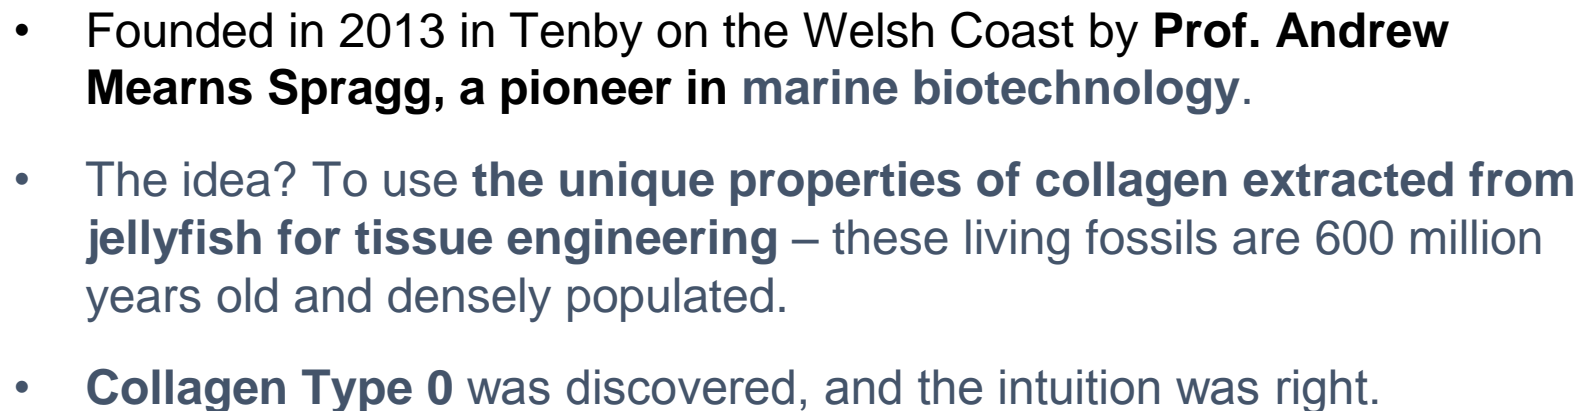 • Founded in 2013 in Tenby on the Welsh Coast by Prof. Andrew
Mearns Spragg, a pioneer in marine biotechnology.
• The idea? To use the unique properties of collagen extracted from
jellyfish for tissue engineering – these living fossils are 600 million
years old and densely populated.
• Collagen Type 0 was discovered, and the intuition was right.